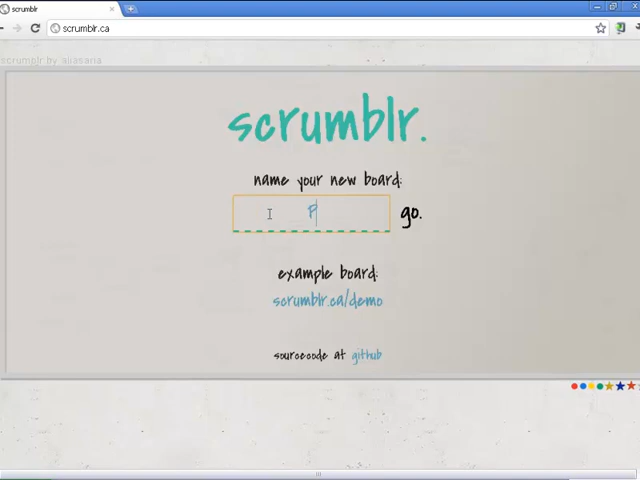 scrumblr
scrumblr.ca
scrumblr by aliasaria
scrumblr.
name your new board:
P
go.
example board:
scrumblr.ca/demo
sourcecode at github